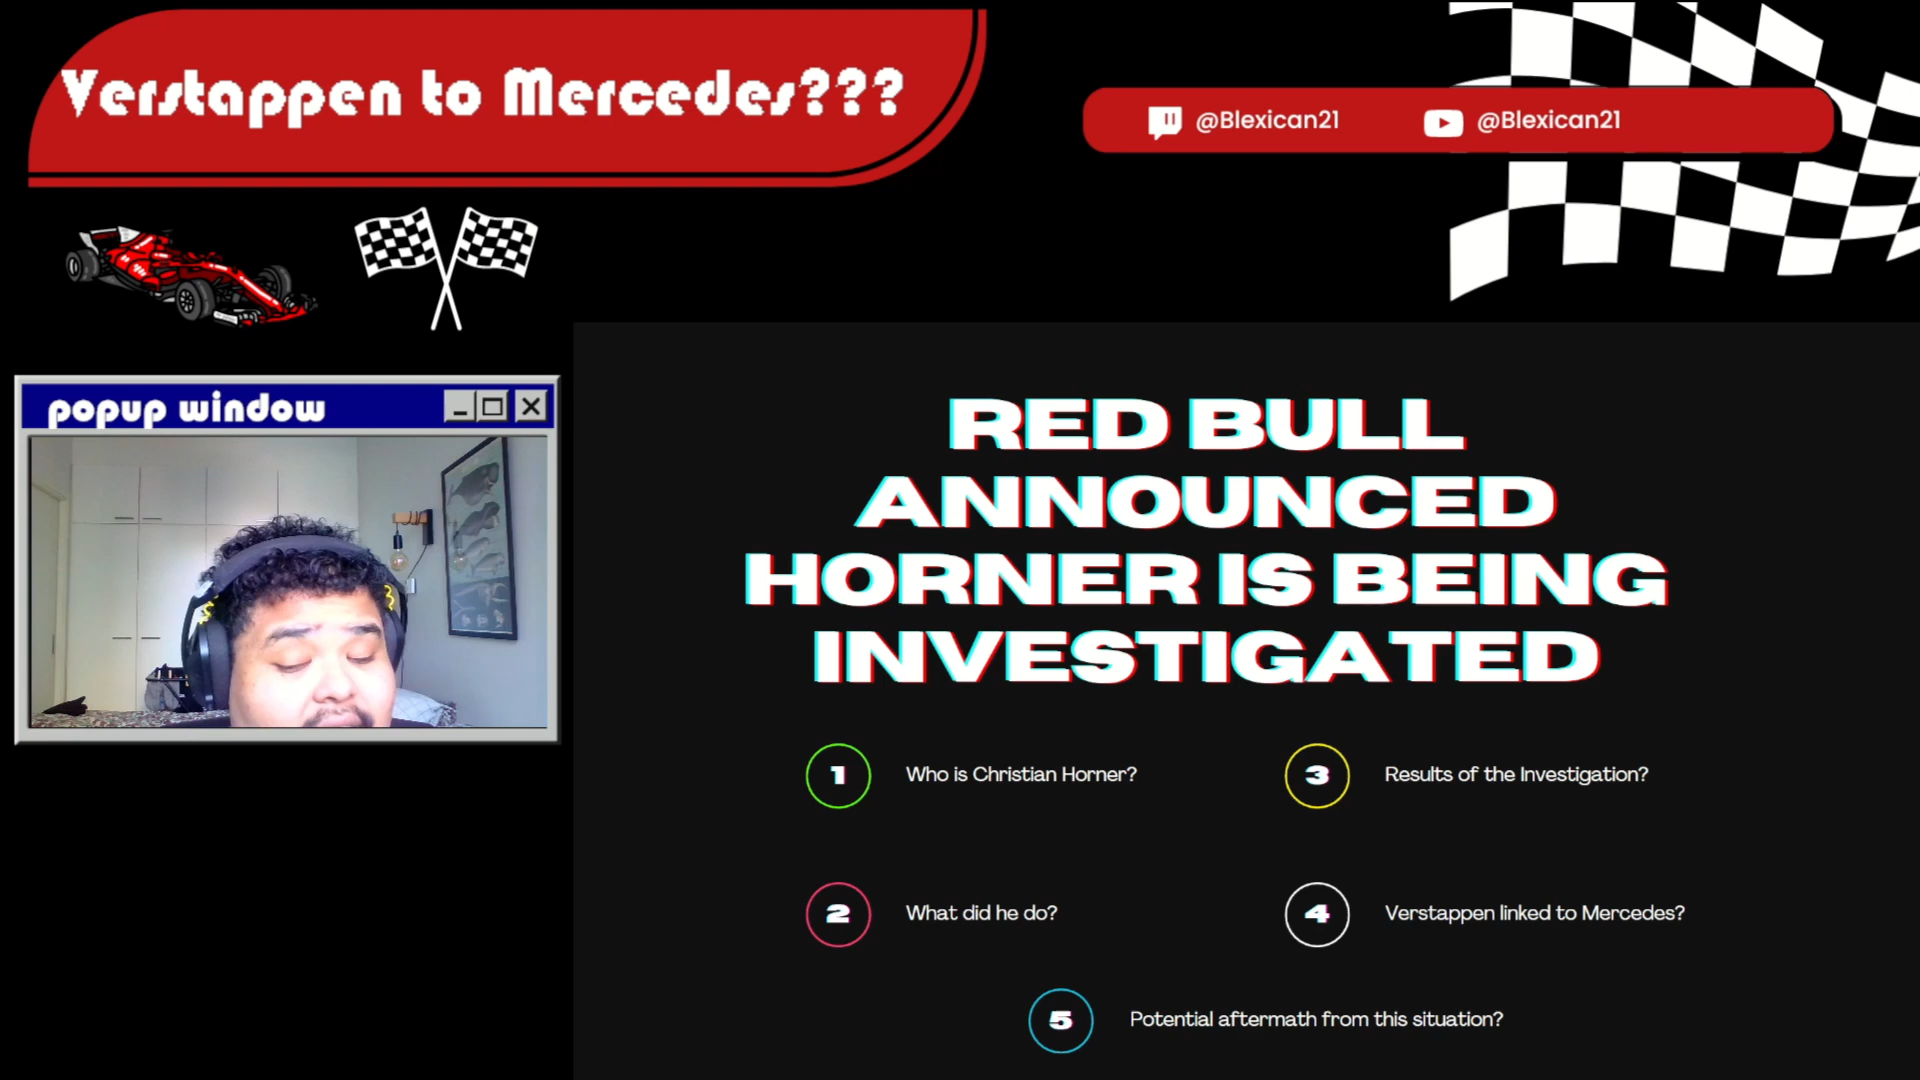 Verstappen to Mercedes???
@Blexican21
@Blexican21
popup window
RED BULL
ANNOUNCED
HORNER IS BEING
INVESTIGATED
1 Who is Christian Horner?
3 Results of the Investigation?
2 What did he do?
4 Verstappen linked to Mercedes?
5 Potential aftermath from this situation?